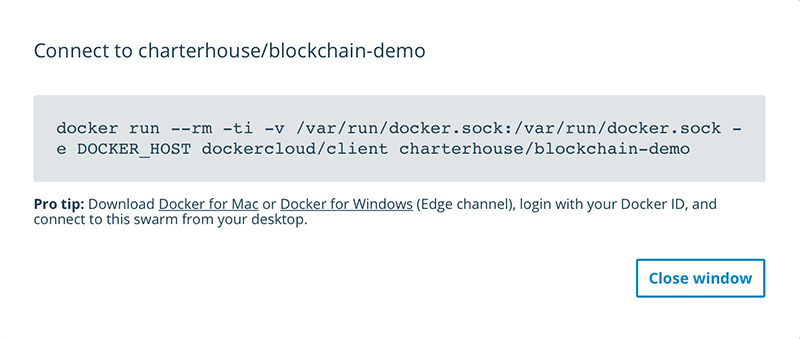 Connect to charterhouse/blockchain-demo
docker run --rm -ti -v /var/run/docker.sock:/var/run/docker.sock -
e DOCKER_HOST dockercloud/client charterhouse/blockchain-demo
Pro tip: Download Docker for Mac or Docker for Windows (Edge channel), login with your Docker ID, and
connect to this swarm from your desktop.
Close window